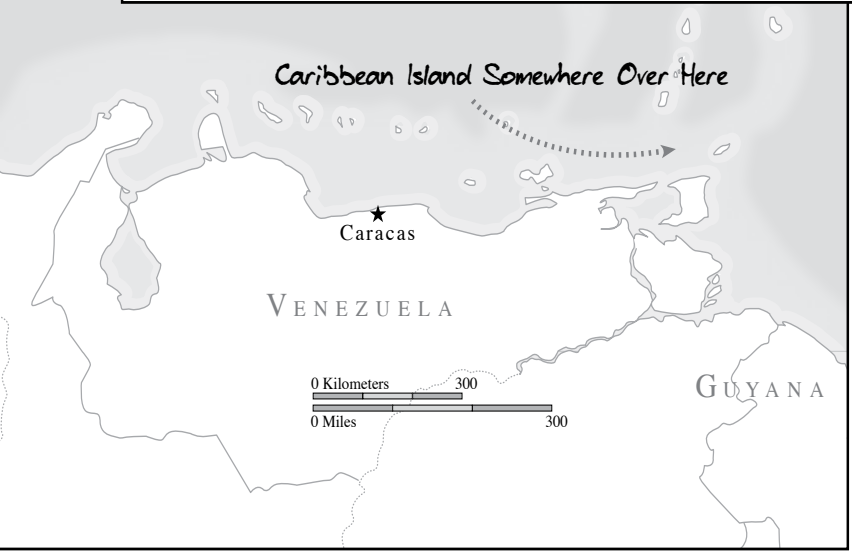 Caribbean Island Somewhere Over Here
Caracas
VENEZUELA
0 Kilometers 300
GUYANA
0 Miles 300